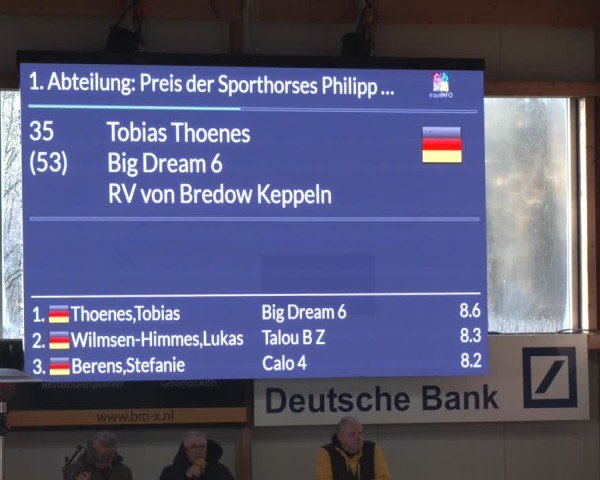 1. Abteilung: Preis der Sporthorses Philipp ...
equiINFO
35 Tobias Thoenes
(53) Big Dream 6
RV von Bredow Keppeln
1. Thoenes,Tobias Big Dream 6 8.6
2. Wilmsen-Himmes,Lukas Talou B Z 8.3
3. Berens,Stefanie Calo 4 8.2
Reitbodenplaner
www.bm-x.nl
Deutsche Bank